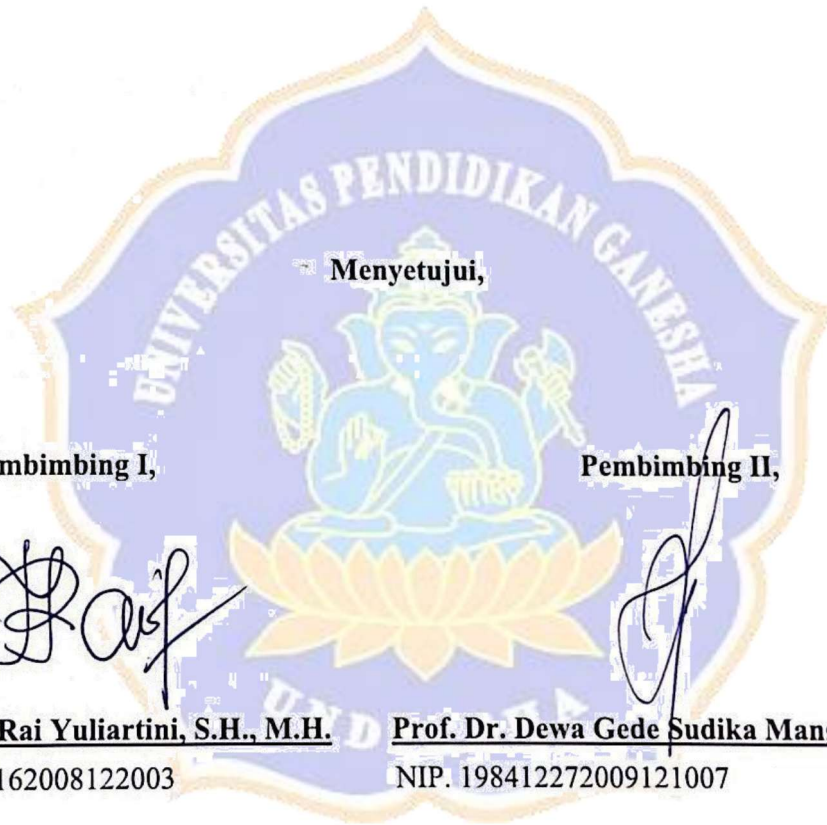 UNIVERSITAS PENDIDIKAN GANESHA
Menyetujui,
mbimbing I,
Pembimbing II,
Rai Yuliartini, S.H., M.H.
Prof. Dr. Dewa Gede Sudika Man
162008122003
NIP. 198412272009121007